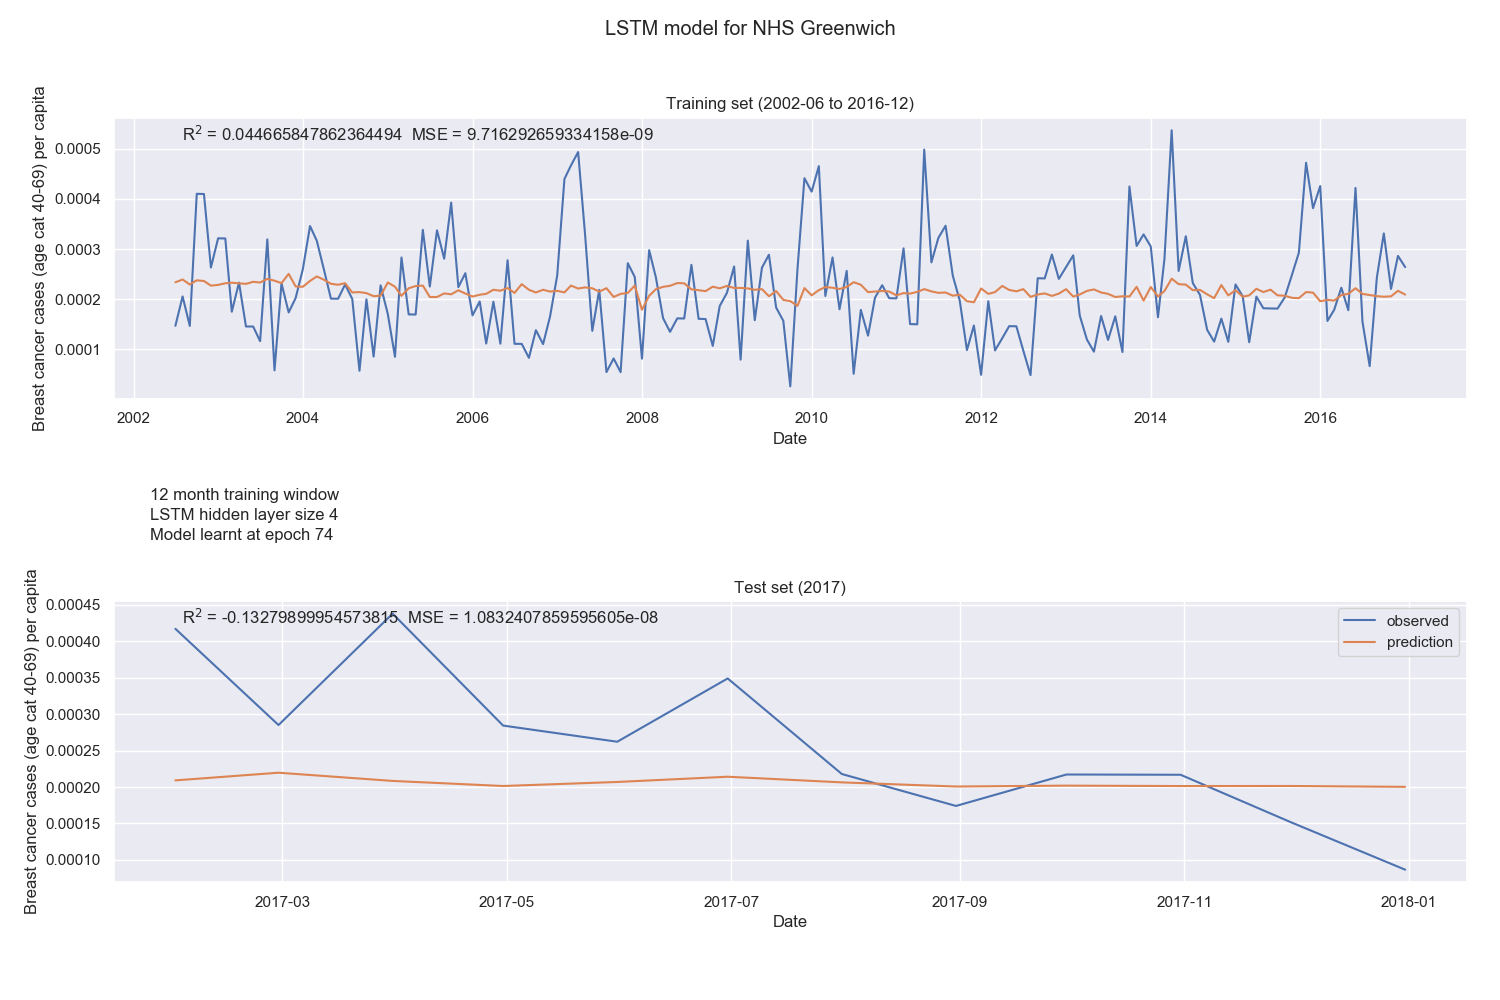 LSTM model for NHS Greenwich
Training set (2002-06 to 2016-12)
R² = 0.044665847862364494 MSE = 9.716292659334158e-09
Breast cancer cases (age cat 40-69) per capita
0.0005
0.0004
0.0003
0.0002
0.0001
2002 2004 2006 2008 2010 2012 2014 2016
Date
12 month training window
LSTM hidden layer size 4
Model learnt at epoch 74
Test set (2017)
R² = -0.13279899954573815 MSE = 1.0832407859595605e-08
observed
prediction
Breast cancer cases (age cat 40-69) per capita
0.00045
0.00040
0.00035
0.00030
0.00025
0.00020
0.00015
0.00010
2017-03 2017-05 2017-07 2017-09 2017-11 2018-01
Date